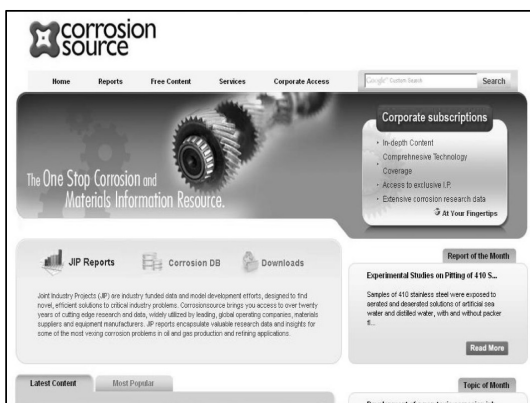 corrosion
source
Home Reports Free Content Services Corporate Access Google™ Custom Search Search
The One Stop Corrosion and
Materials Information Resource.
Corporate subscriptions
In-depth Content
Comprehnesive Technology
Coverage
Access to exclusive I.P.
Extensive corrosion research data
At Your Fingertips
JIP Reports Corrosion DB Downloads
Joint Industry Projects (JIP) are industry funded data and model development efforts, designed to find
novel, efficient solutions to critical industry problems. Corrosionsource brings you access to over twenty
years of cutting edge research and data, widely utilized by leading, global operating companies, materials
suppliers and equipment manufacturers. JIP reports encapsulate valuable research data and insights for
some of the most vexing corrosion problems in oil and gas production and refining applications.
Report of the Month
Experimental Studies on Pitting of 410 S...
Samples of 410 stainless steel were exposed to
aerated and deaerated solutions of artificial sea
water and distilled water, with and without packer
fl...
Read More
Latest Content Most Popular
Topic of Month